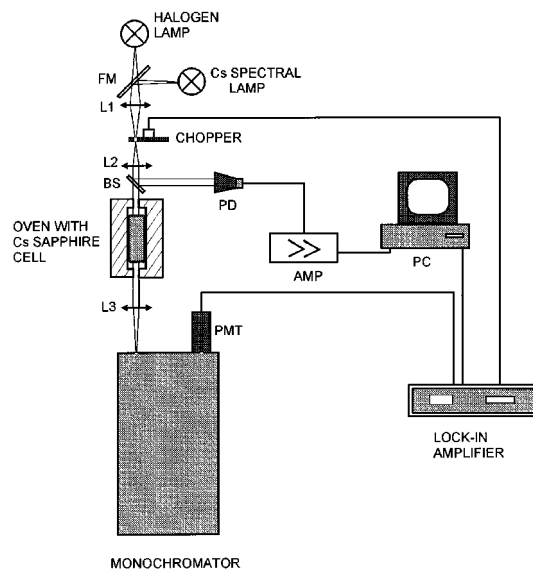 HALOGEN
LAMP
FM
Cs SPECTRAL
LAMP
L1
CHOPPER
L2
BS
PD
OVEN WITH
Cs SAPPHIRE
CELL
AMP
PC
L3
PMT
LOCK-IN
AMPLIFIER
MONOCHROMATOR